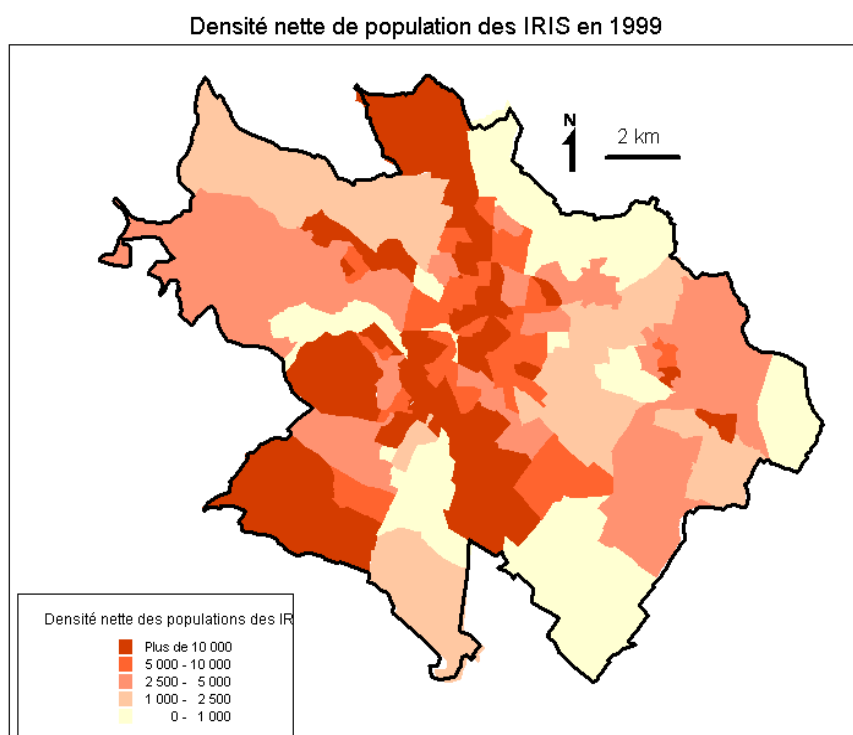 Densité nette de population des IRIS en 1999
N
2 km
Densité nette des populations des IR
Plus de 10 000
5 000 - 10 000
2 500 - 5 000
1 000 - 2 500
0 - 1 000